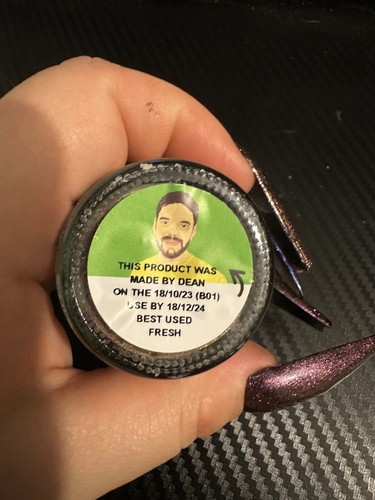 THIS PRODUCT WAS
MADE BY DEAN
ON THE 18/10/23 (B01)
USE BY 18/12/24
BEST USED
FRESH